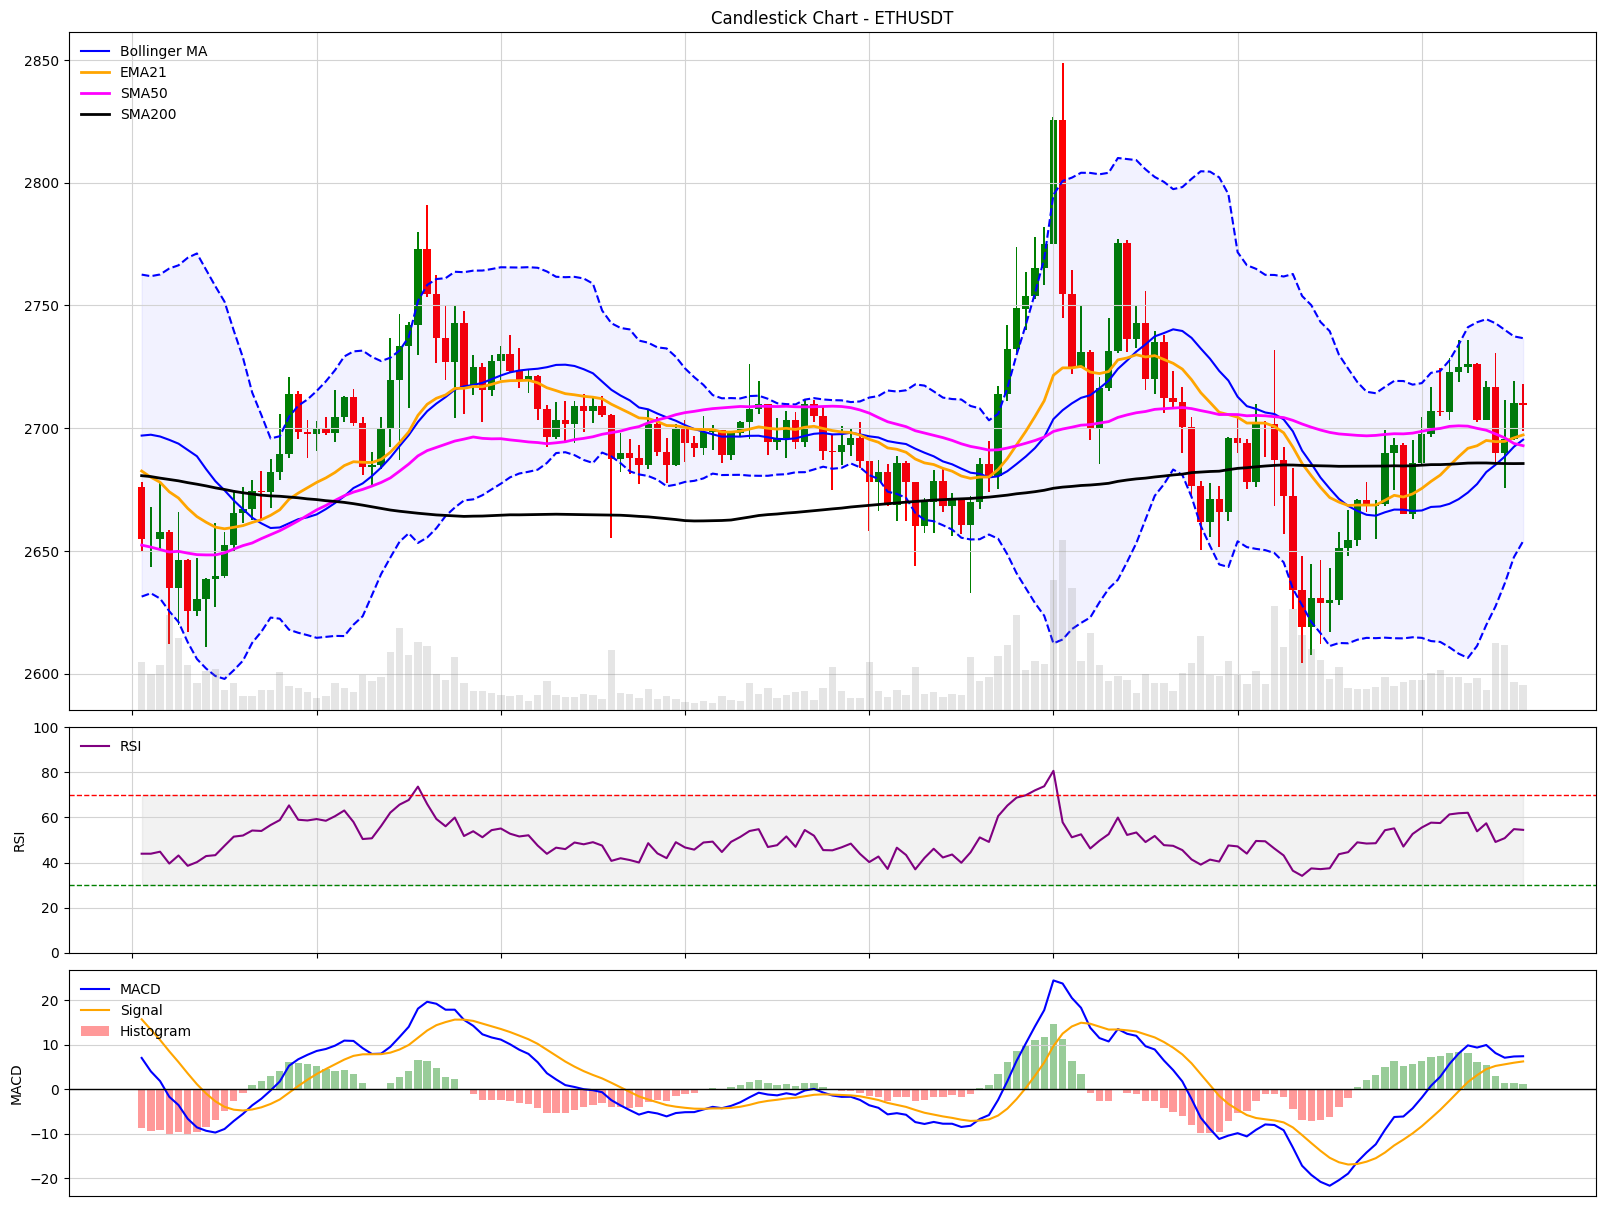 Candlestick Chart - ETHUSDT
Bollinger MA
EMA21
SMA50
SMA200
2850
2800
2750
2700
2650
2600
RSI
RSI
100
80
60
40
20
0
MACD
Signal
Histogram
MACD
20
10
0
−10
−20